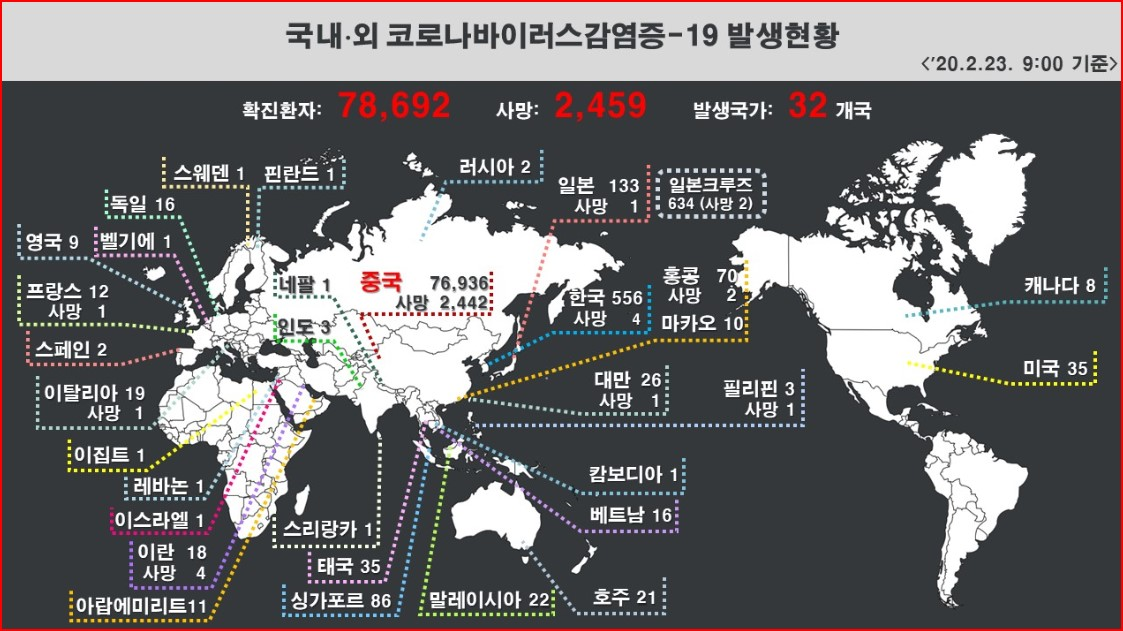 국내·외 코로나바이러스감염증-19 발생현황
<'20.2.23. 9:00 기준>
확진환자: 78,692 사망: 2,459 발생국가: 32 개국
스웨덴 1
핀란드 1
러시아 2
일본 133
사망 1
일본크루즈
634 (사망 2)
독일 16
영국 9
벨기에 1
프랑스 12
사망 1
스페인 2
이탈리아 19
사망 1
이집트 1
레바논 1
이스라엘 1
이란 18
사망 4
아랍에미리트11
네팔 1
인도 3
중국 76,936
사망 2,442
한국 556
사망 4
홍콩 70
사망 2
마카오 10
대만 26
사망 1
필리핀 3
사망 1
캐나다 8
미국 35
캄보디아 1
베트남 16
스리랑카 1
태국 35
싱가포르 86
말레이시아 22
호주 21